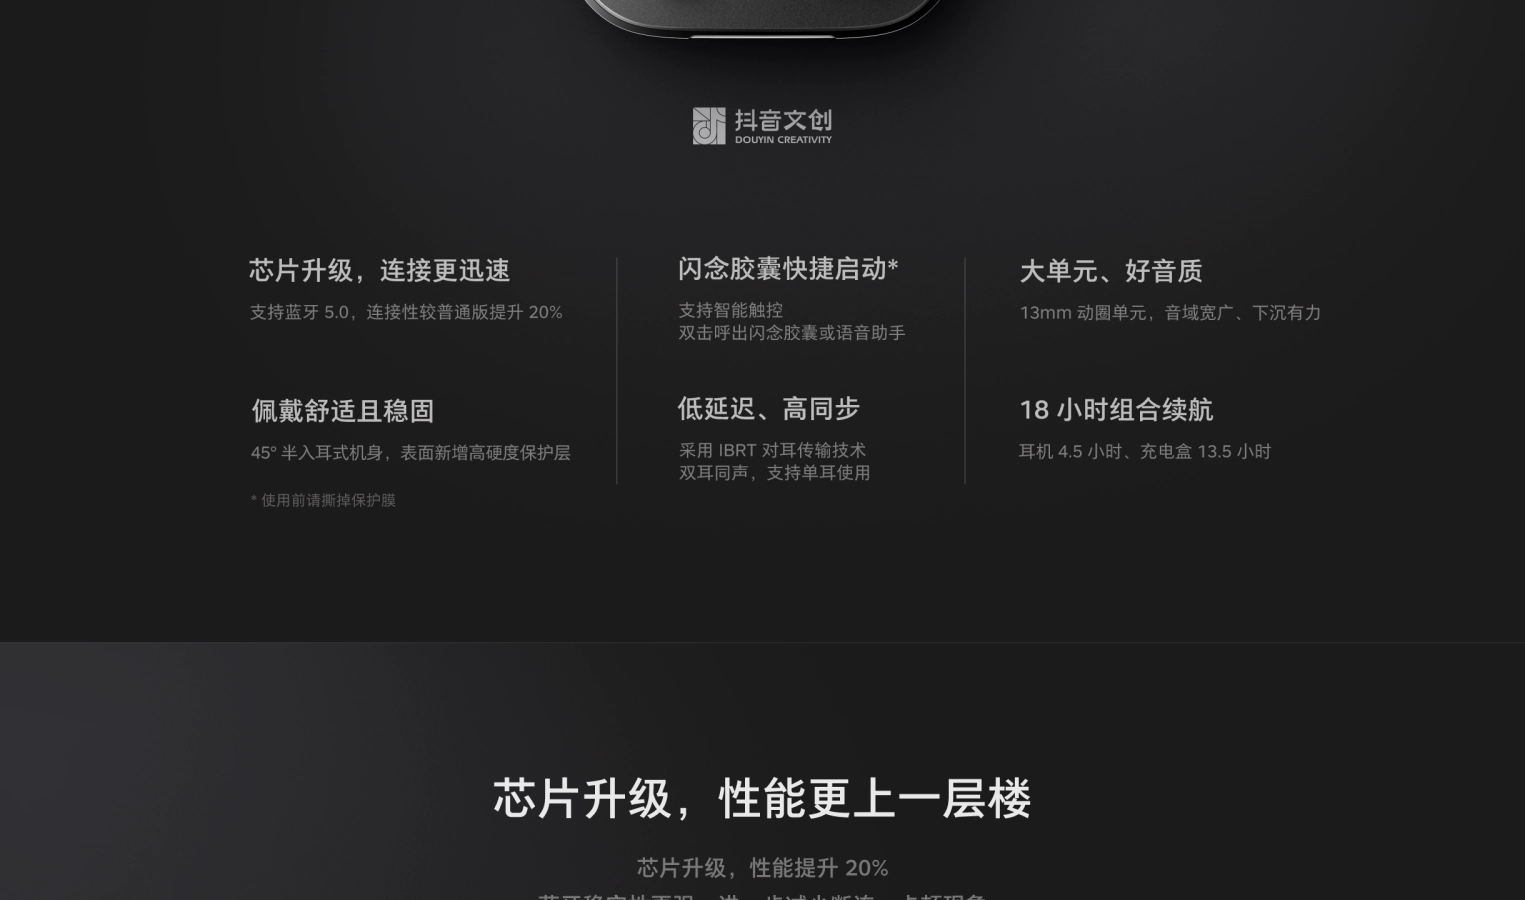 抖音文创
DOUYIN CREATIVITY
芯片升级，连接更迅速
支持蓝牙 5.0，连接性较普通版提升 20%
闪念胶囊快捷启动*
支持智能触控
双击呼出闪念胶囊或语音助手
大单元、好音质
13mm 动圈单元，音域宽广、下沉有力
佩戴舒适且稳固
45° 半入耳式机身，表面新增高硬度保护层
* 使用前请撕掉保护膜
低延迟、高同步
采用 IBRT 对耳传输技术
双耳同声，支持单耳使用
18 小时组合续航
耳机 4.5 小时、充电盒 13.5 小时
芯片升级，性能更上一层楼
芯片升级，性能提升 20%